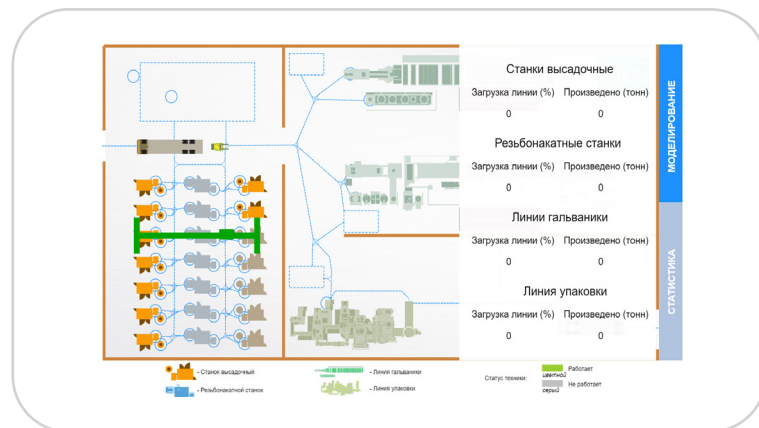 Станки высадочные
Загрузка линии (%) Произведено (тонн)
0 0
Резьбонакатные станки
Загрузка линии (%) Произведено (тонн)
0 0
Линии гальваники
Загрузка линии (%) Произведено (тонн)
0 0
Линия упаковки
Загрузка линии (%) Произведено (тонн)
0 0
МОДЕЛИРОВАНИЕ
СТАТИСТИКА
- Станок высадочный
- Резьбонакатной станок
- Линия гальваники
- Линия упаковки
Статус техники:
Работает
цветной
Не работает
серый